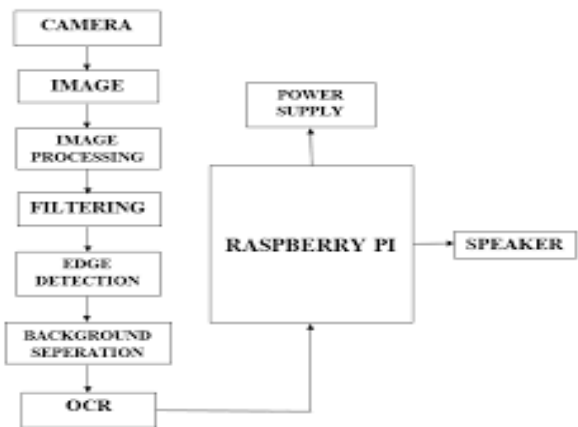 CAMERA
IMAGE
IMAGE
PROCESSING
FILTERING
EDGE
DETECTION
BACKGROUND
SEPERATION
OCR
POWER
SUPPLY
RASPBERRY PI
SPEAKER